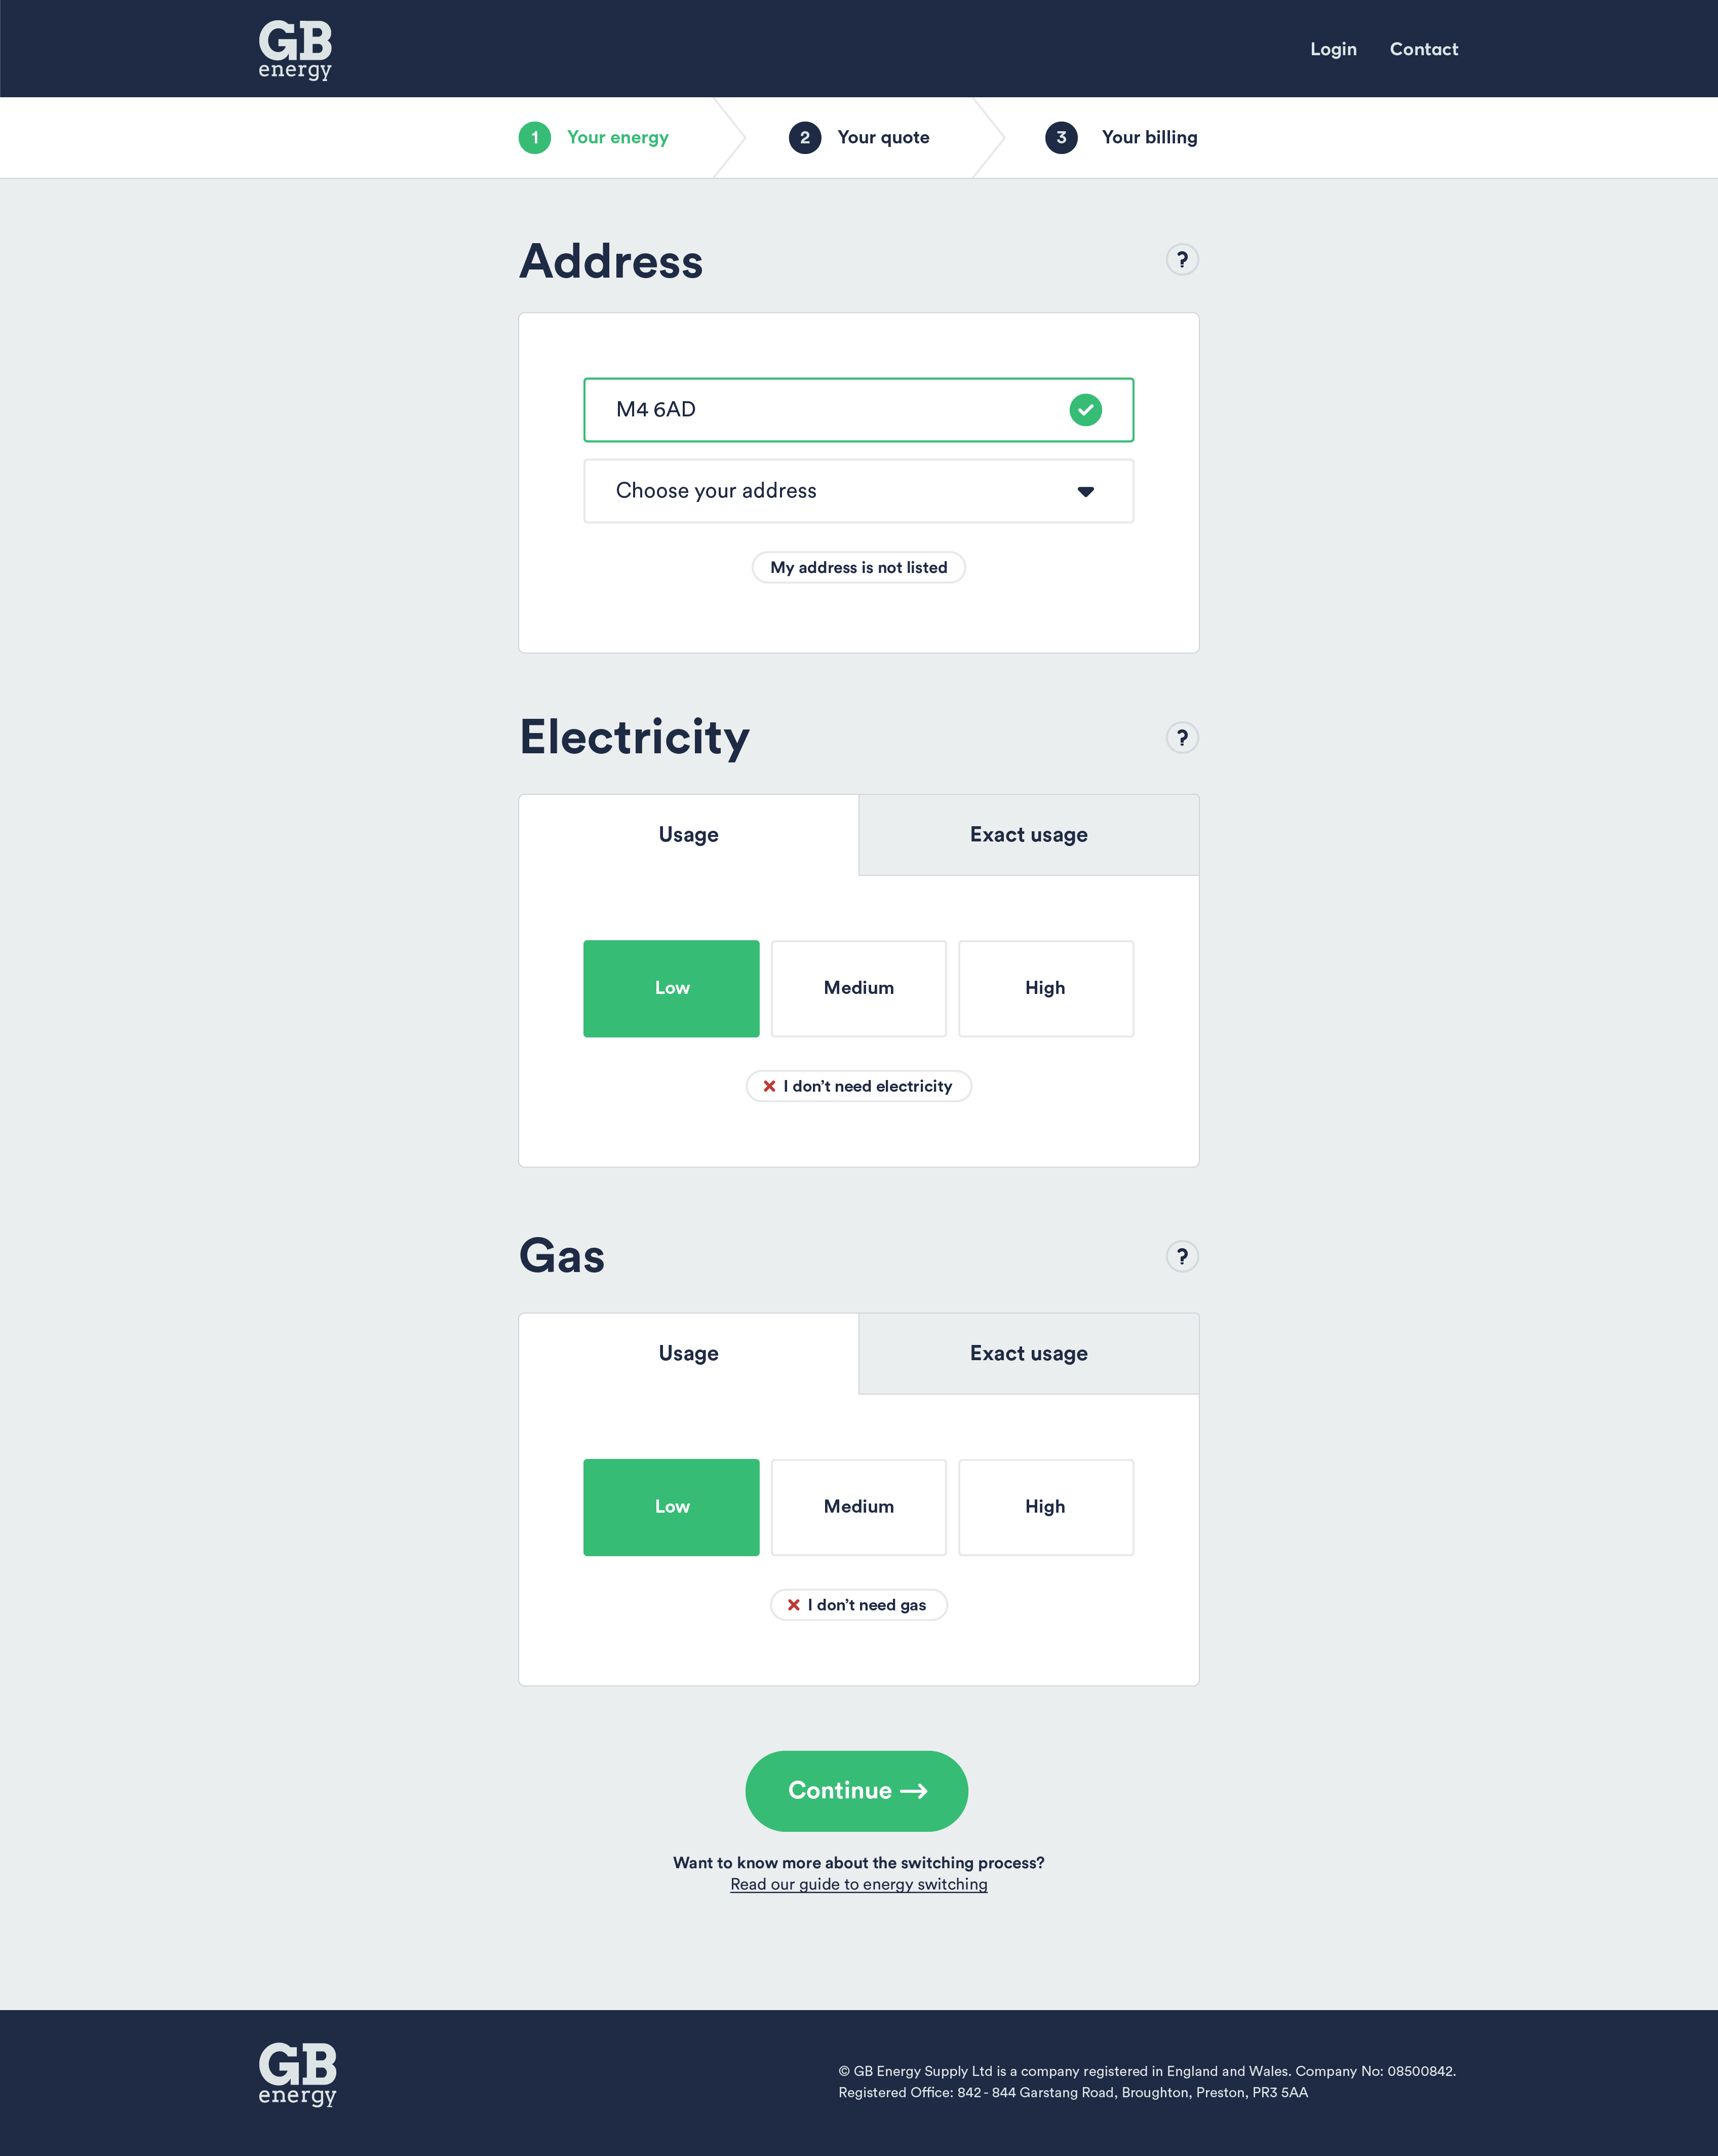 GB
energy
Login Contact
1 Your energy 2 Your quote 3 Your billing
Address ?
M4 6AD
Choose your address
My address is not listed
Electricity ?
Usage Exact usage
Low Medium High
I don’t need electricity
Gas ?
Usage Exact usage
Low Medium High
I don’t need gas
Continue →
Want to know more about the switching process?
Read our guide to energy switching
GB
energy
© GB Energy Supply Ltd is a company registered in England and Wales. Company No: 08500842.
Registered Office: 842 - 844 Garstang Road, Broughton, Preston, PR3 5AA